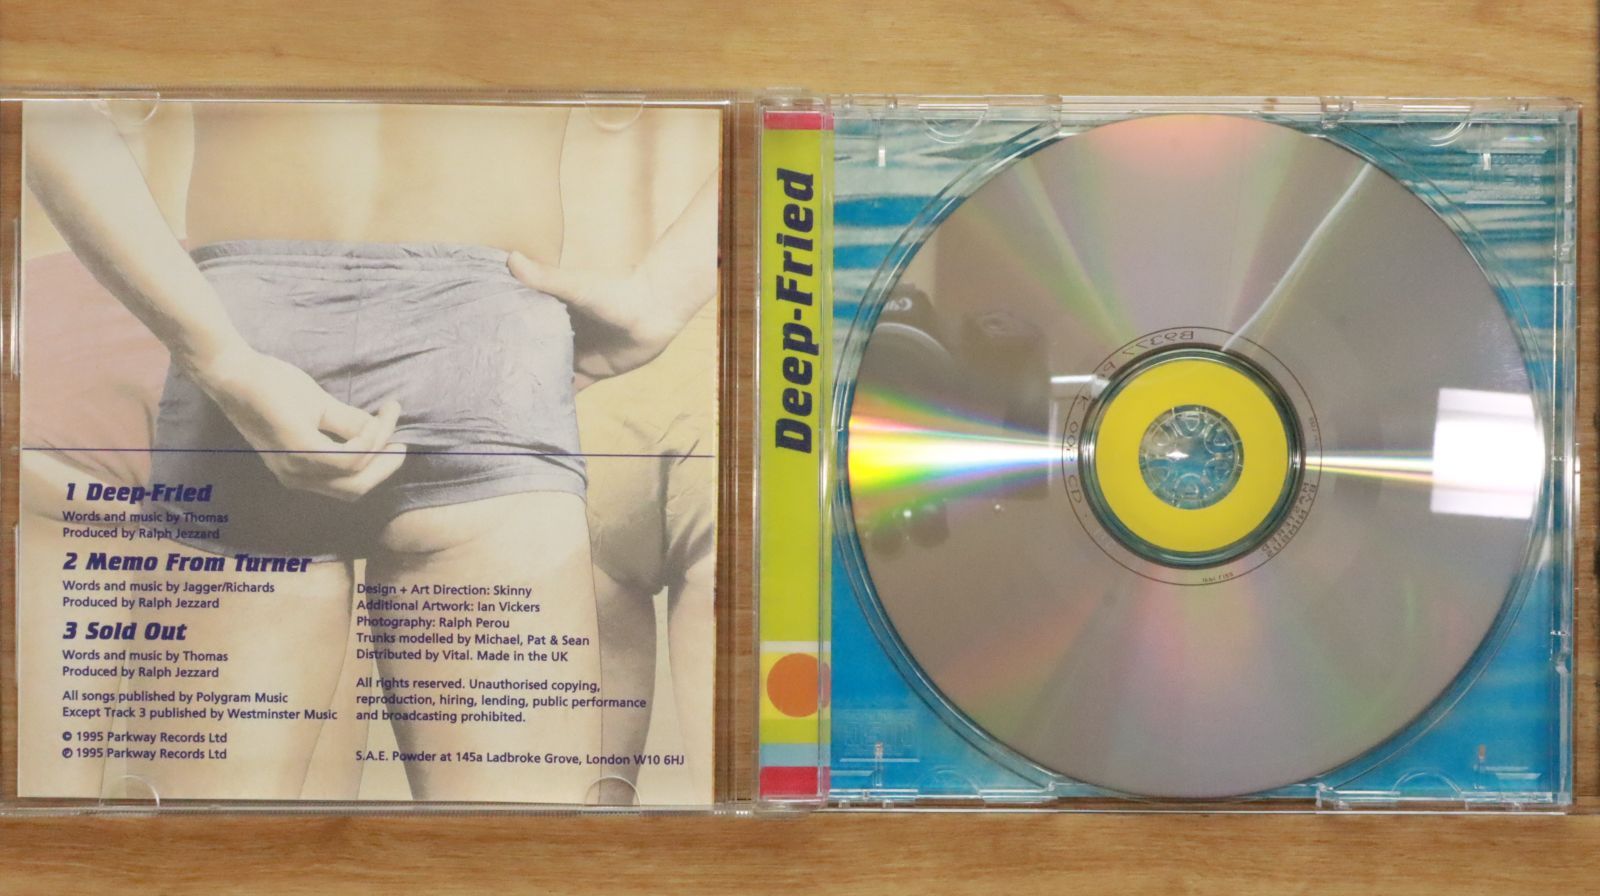 1 Deep-Fried
Words and music by Thomas
Produced by Ralph Jezzard
2 Memo From Turner
Words and music by Jagger/Richards
Produced by Ralph Jezzard
3 Sold Out
Words and music by Thomas
Produced by Ralph Jezzard
All songs published by Polygram Music
Except Track 3 published by Westminster Music
© 1995 Parkway Records Ltd
℗ 1995 Parkway Records Ltd
Design + Art Direction: Skinny
Additional Artwork: Ian Vickers
Photography: Ralph Perou
Trunks modelled by Michael, Pat & Sean
Distributed by Vital. Made in the UK
All rights reserved. Unauthorised copying,
reproduction, hiring, lending, public performance
and broadcasting prohibited.
S.A.E. Powder at 145a Ladbroke Grove, London W10 6HJ
Deep-Fried